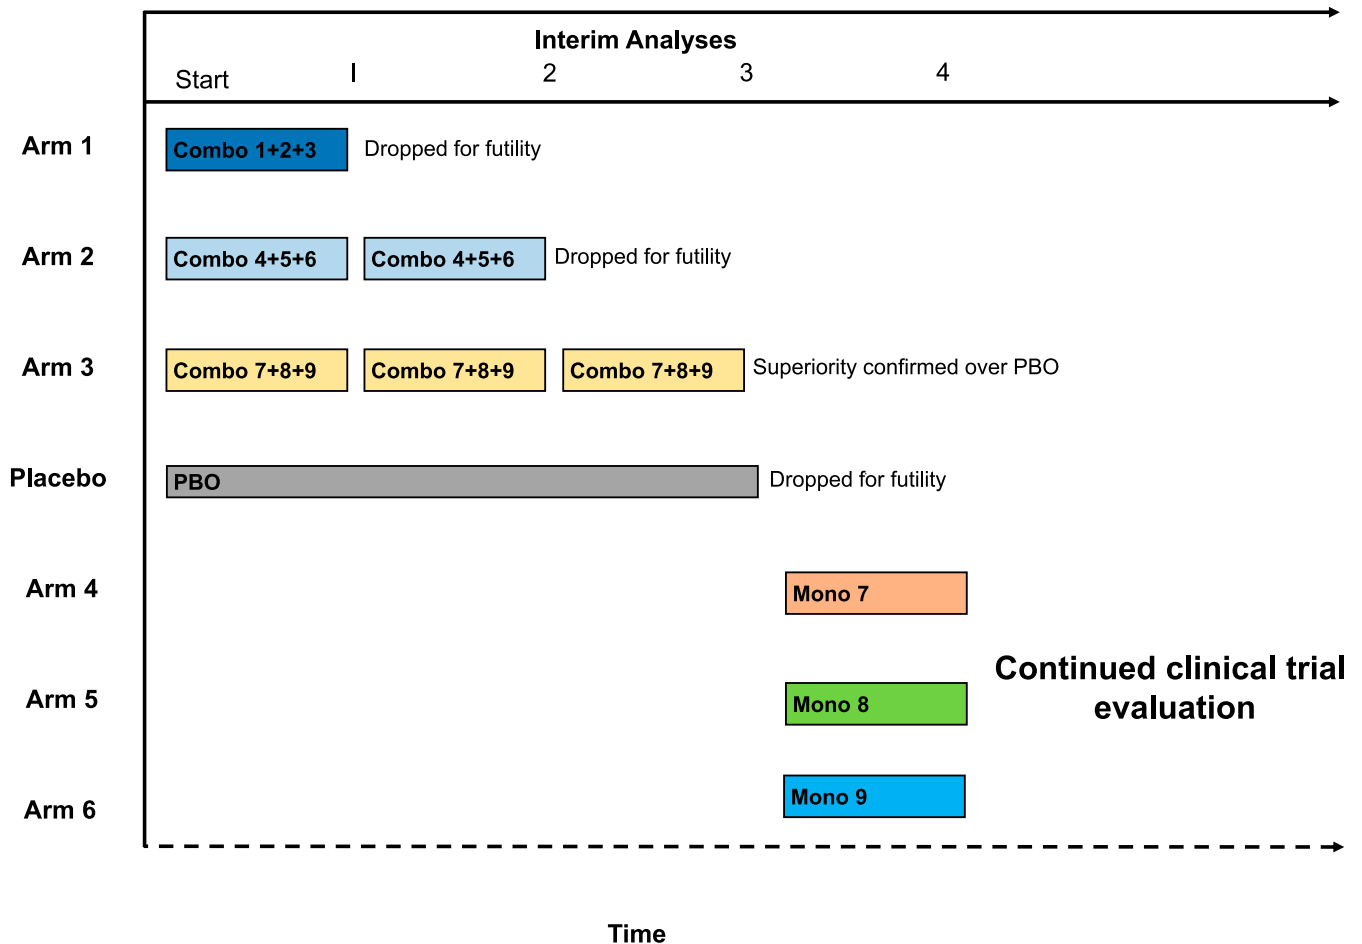 Interim Analyses
Start I 2 3 4
Arm 1 Combo 1+2+3 Dropped for futility
Arm 2 Combo 4+5+6 Combo 4+5+6 Dropped for futility
Arm 3 Combo 7+8+9 Combo 7+8+9 Combo 7+8+9 Superiority confirmed over PBO
Placebo PBO Dropped for futility
Arm 4 Mono 7
Continued clinical trial
evaluation
Arm 5 Mono 8
Arm 6 Mono 9
Time